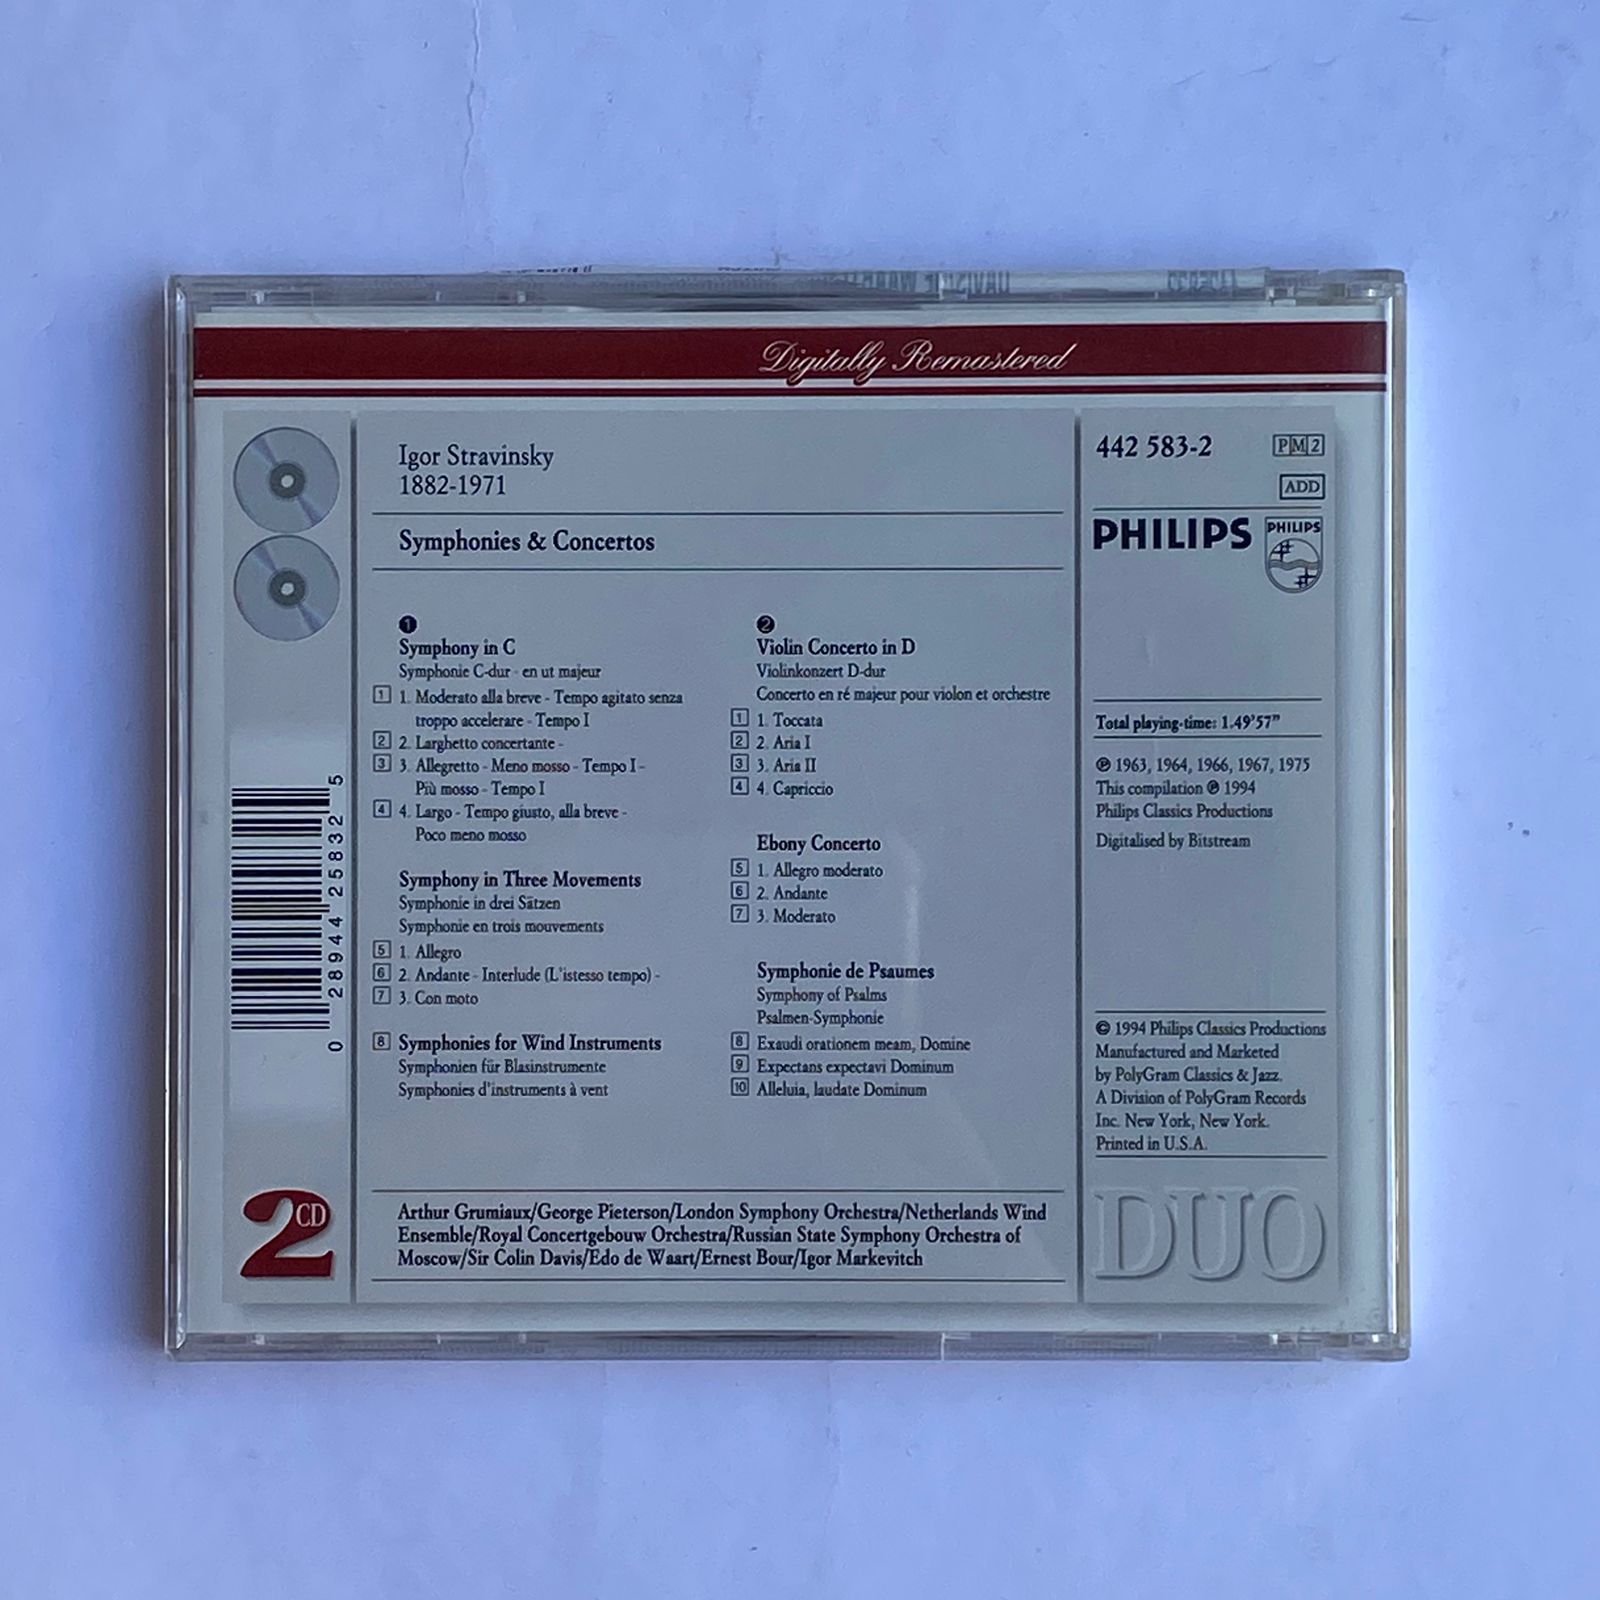 Digitally Remastered
Igor Stravinsky
1882-1971
Symphonies & Concertos
1
Symphony in C
Symphonie C-dur · en ut majeur
1 1. Moderato alla breve - Tempo agitato senza
troppo accelerare - Tempo I
2 2. Larghetto concertante -
3 3. Allegretto - Meno mosso - Tempo I -
Più mosso - Tempo I
4 4. Largo - Tempo giusto, alla breve -
Poco meno mosso
Symphony in Three Movements
Symphonie in drei Sätzen
Symphonie en trois mouvements
5 1. Allegro
6 2. Andante - Interlude (L'istesso tempo) -
7 3. Con moto
8 Symphonies for Wind Instruments
Symphonien für Blasinstrumente
Symphonies d'instruments à vent
2
Violin Concerto in D
Violinkonzert D-dur
Concerto en ré majeur pour violon et orchestre
1 1. Toccata
2 2. Aria I
3 3. Aria II
4 4. Capriccio
Ebony Concerto
5 1. Allegro moderato
6 2. Andante
7 3. Moderato
Symphonie de Psaumes
Symphony of Psalms
Psalmen-Symphonie
8 Exaudi orationem meam, Domine
9 Expectans expectavi Dominum
10 Alleluia, laudate Dominum
Arthur Grumiaux/George Pieterson/London Symphony Orchestra/Netherlands Wind
Ensemble/Royal Concertgebouw Orchestra/Russian State Symphony Orchestra of
Moscow/Sir Colin Davis/Edo de Waart/Ernest Bour/Igor Markevitch
442 583-2 PM2
ADD
PHILIPS PHILIPS
Total playing-time: 1.49'57"
℗ 1963, 1964, 1966, 1967, 1975
This compilation ℗ 1994
Philips Classics Productions
Digitalised by Bitstream
© 1994 Philips Classics Productions
Manufactured and Marketed
by PolyGram Classics & Jazz.
A Division of PolyGram Records
Inc. New York, New York.
Printed in U.S.A.
DUO
0 28944 25832 5
2CD